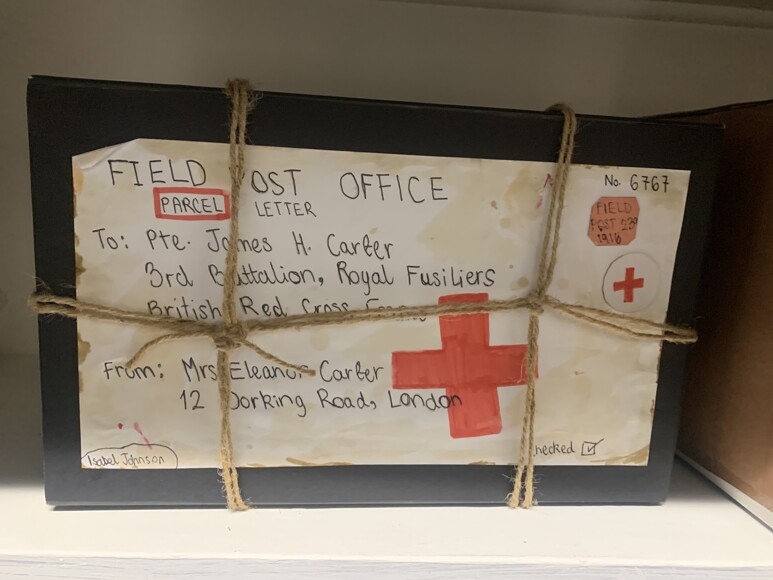 FIELD POST OFFICE
No. 6767
PARCEL LETTER
FIELD
POST 239
1916
To: Pte. James H. Carter
3rd Battalion, Royal Fusiliers
British Red Cross
From: Mrs Eleanor Carter
12 Dorking Road, London
Isabel Johnson
Checked